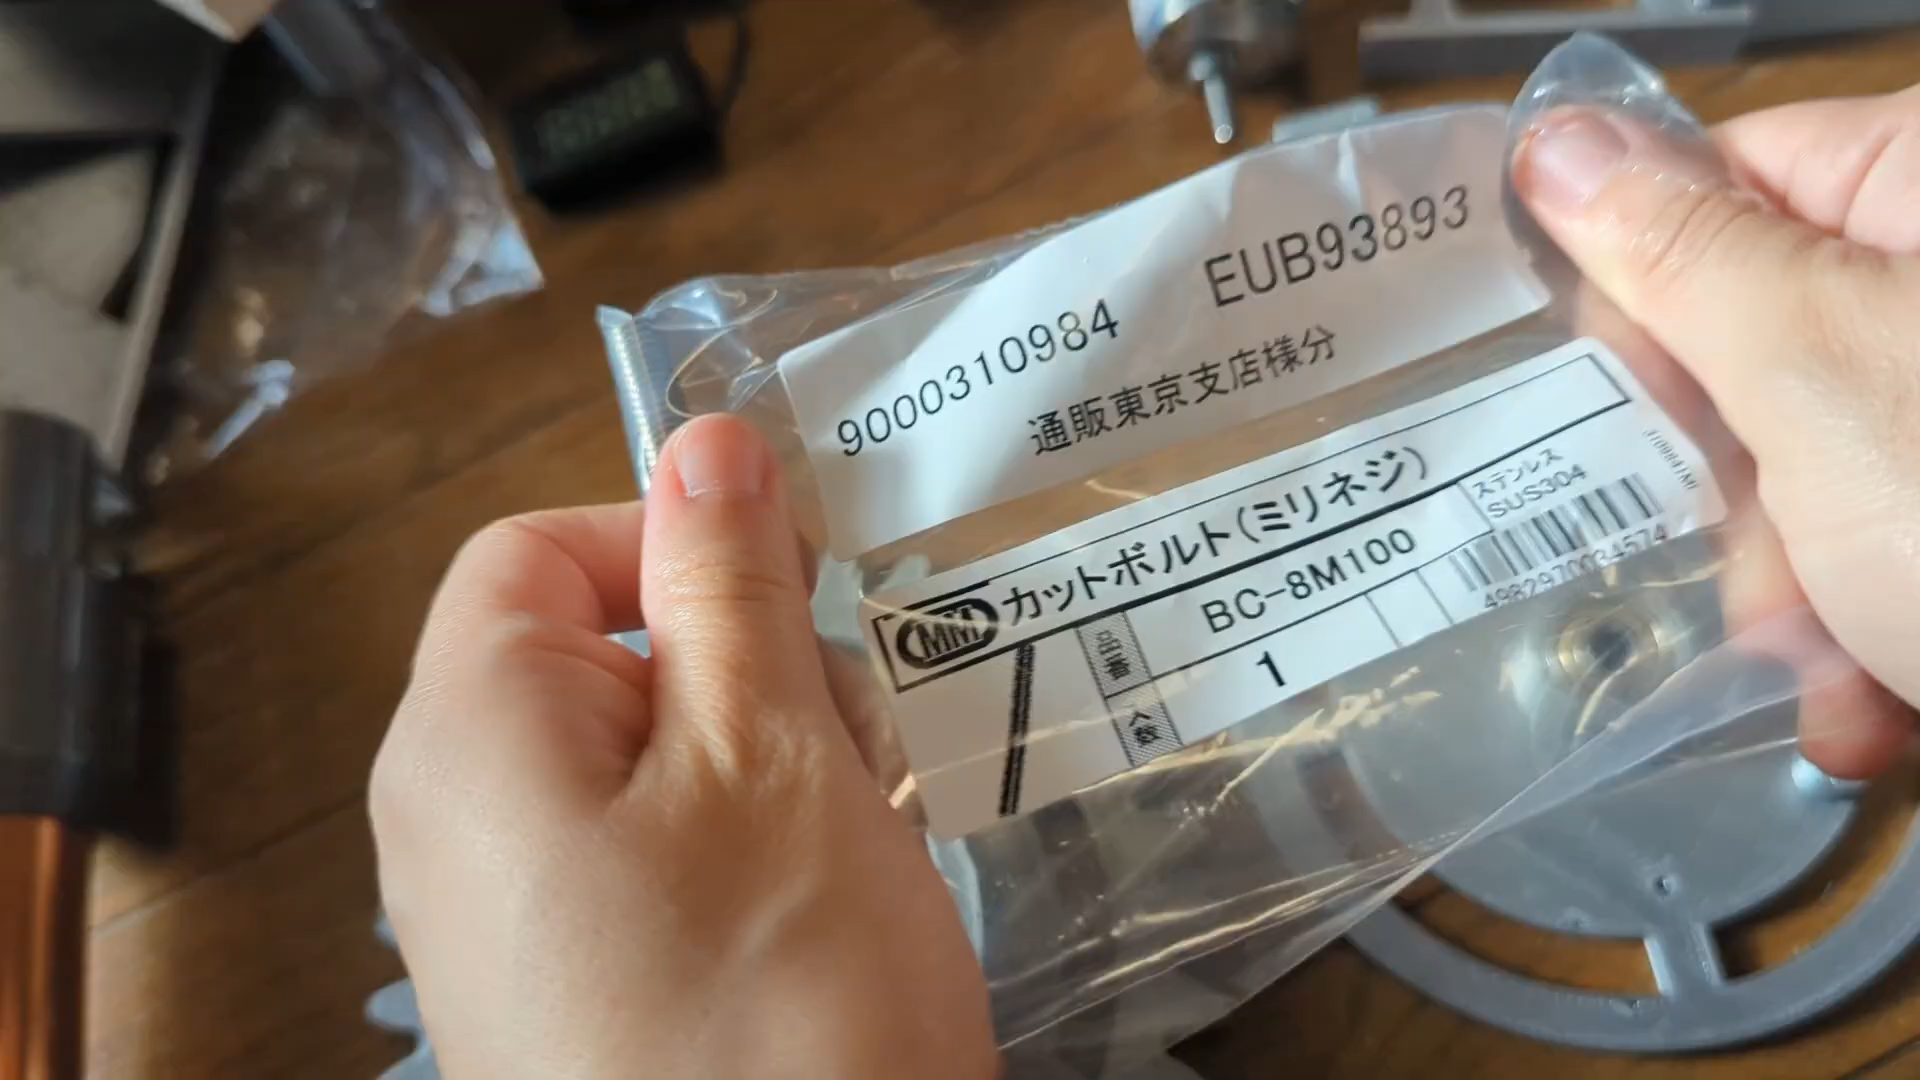 9000310984 EUB93893
通販東京支店様分
MM カットボルト(ミリネジ)
品番 BC-8M100
ステンレス
SUS304
入数 1
4982970034574